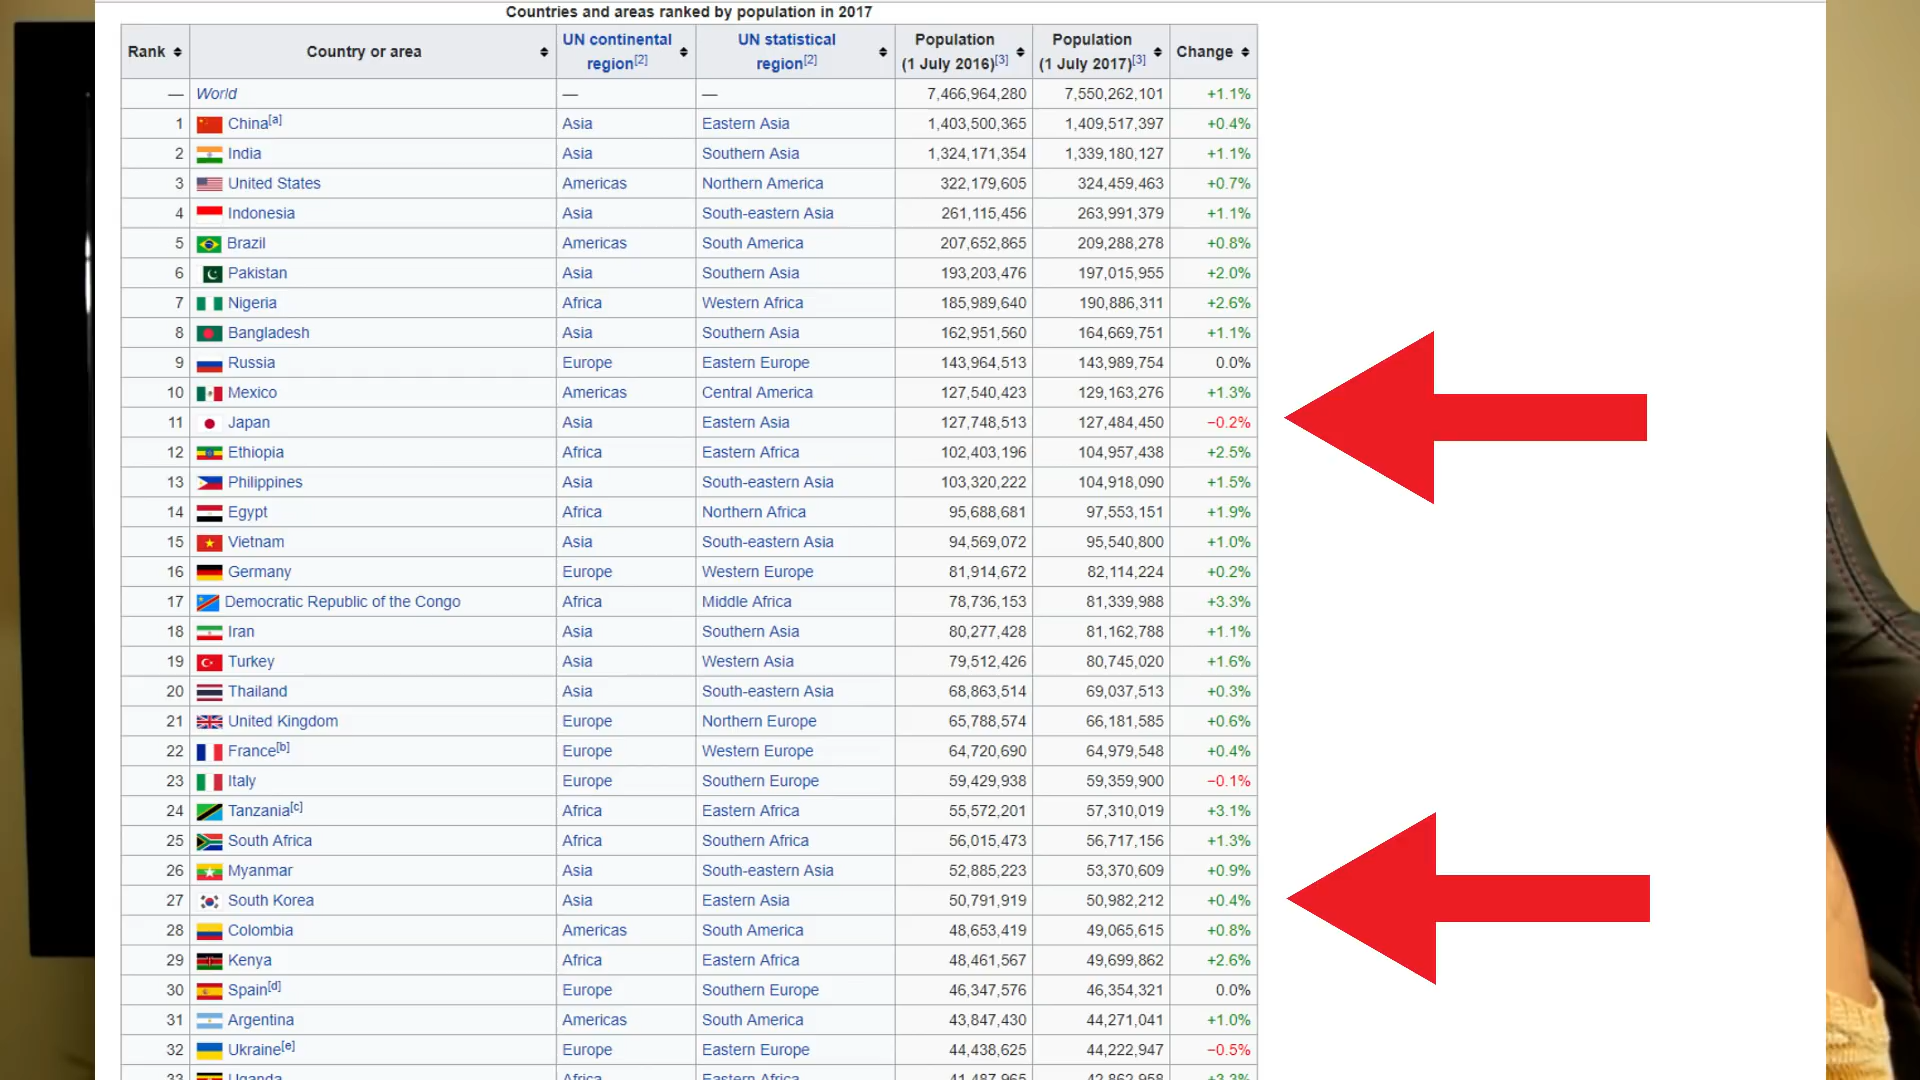 Countries and areas ranked by population in 2017
Rank Country or area UN continental region[2] UN statistical region[2] Population (1 July 2016)[3] Population (1 July 2017)[3] Change
— World — — 7,466,964,280 7,550,262,101 +1.1%
1 China[a] Asia Eastern Asia 1,403,500,365 1,409,517,397 +0.4%
2 India Asia Southern Asia 1,324,171,354 1,339,180,127 +1.1%
3 United States Americas Northern America 322,179,605 324,459,463 +0.7%
4 Indonesia Asia South-eastern Asia 261,115,456 263,991,379 +1.1%
5 Brazil Americas South America 207,652,865 209,288,278 +0.8%
6 Pakistan Asia Southern Asia 193,203,476 197,015,955 +2.0%
7 Nigeria Africa Western Africa 185,989,640 190,886,311 +2.6%
8 Bangladesh Asia Southern Asia 162,951,560 164,669,751 +1.1%
9 Russia Europe Eastern Europe 143,964,513 143,989,754 0.0%
10 Mexico Americas Central America 127,540,423 129,163,276 +1.3%
11 Japan Asia Eastern Asia 127,748,513 127,484,450 −0.2%
12 Ethiopia Africa Eastern Africa 102,403,196 104,957,438 +2.5%
13 Philippines Asia South-eastern Asia 103,320,222 104,918,090 +1.5%
14 Egypt Africa Northern Africa 95,688,681 97,553,151 +1.9%
15 Vietnam Asia South-eastern Asia 94,569,072 95,540,800 +1.0%
16 Germany Europe Western Europe 81,914,672 82,114,224 +0.2%
17 Democratic Republic of the Congo Africa Middle Africa 78,736,153 81,339,988 +3.3%
18 Iran Asia Southern Asia 80,277,428 81,162,788 +1.1%
19 Turkey Asia Western Asia 79,512,426 80,745,020 +1.6%
20 Thailand Asia South-eastern Asia 68,863,514 69,037,513 +0.3%
21 United Kingdom Europe Northern Europe 65,788,574 66,181,585 +0.6%
22 France[b] Europe Western Europe 64,720,690 64,979,548 +0.4%
23 Italy Europe Southern Europe 59,429,938 59,359,900 −0.1%
24 Tanzania[c] Africa Eastern Africa 55,572,201 57,310,019 +3.1%
25 South Africa Africa Southern Africa 56,015,473 56,717,156 +1.3%
26 Myanmar Asia South-eastern Asia 52,885,223 53,370,609 +0.9%
27 South Korea Asia Eastern Asia 50,791,919 50,982,212 +0.4%
28 Colombia Americas South America 48,653,419 49,065,615 +0.8%
29 Kenya Africa Eastern Africa 48,461,567 49,699,862 +2.6%
30 Spain[d] Europe Southern Europe 46,347,576 46,354,321 0.0%
31 Argentina Americas South America 43,847,430 44,271,041 +1.0%
32 Ukraine[e] Europe Eastern Europe 44,438,625 44,222,947 −0.5%
33 Uganda Africa Eastern Africa 41,487,965 42,862,958 +3.3%